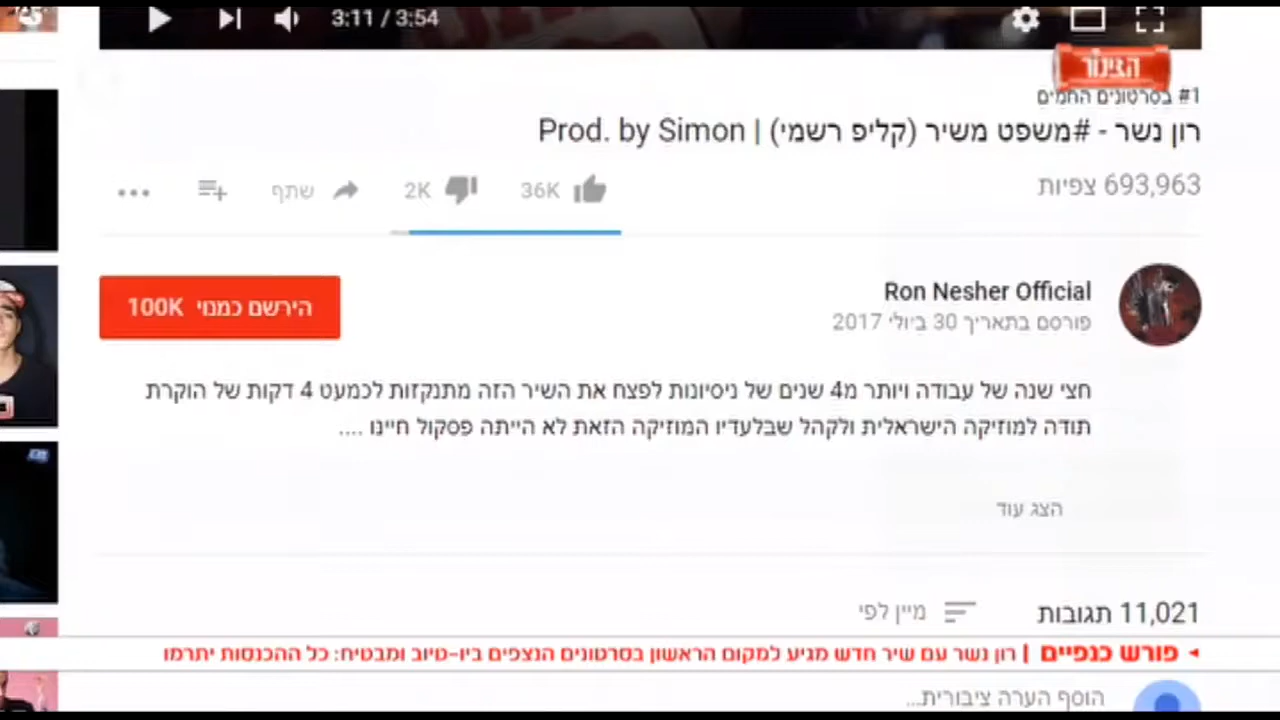 3:11 / 3:54
הצינור
#1 בסרטונים החמים
רון נשר - #משפט משיר (קליפ רשמי) | Prod. by Simon
693,963 צפיות
36K 2K שתף
Ron Nesher Official
פורסם בתאריך 30 ביולי 2017
הירשם כמנוי 100K
חצי שנה של עבודה ויותר מ4 שנים של ניסיונות לפצח את השיר הזה מתנקזות לכמעט 4 דקות של הוקרת
תודה למוזיקה הישראלית ולקהל שבלעדיו המוזיקה הזאת לא הייתה פסקול חיינו ....
הצג עוד
11,021 תגובות מיין לפי
פורש כנפיים | רון נשר עם שיר חדש מגיע למקום הראשון בסרטונים הנצפים ביו-טיוב ומבטיח: כל ההכנסות יתרמו
הוסף הערה ציבורית...